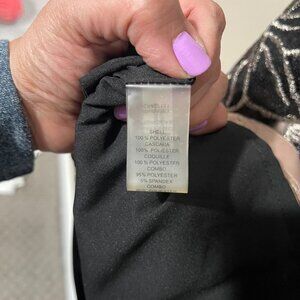 SHELL
100% POLYESTER
CASCARA
100% POLYESTER
COQUILLE
100% POLYESTER
COMBO
95% POLYESTER
5% SPANDEX
COMBO